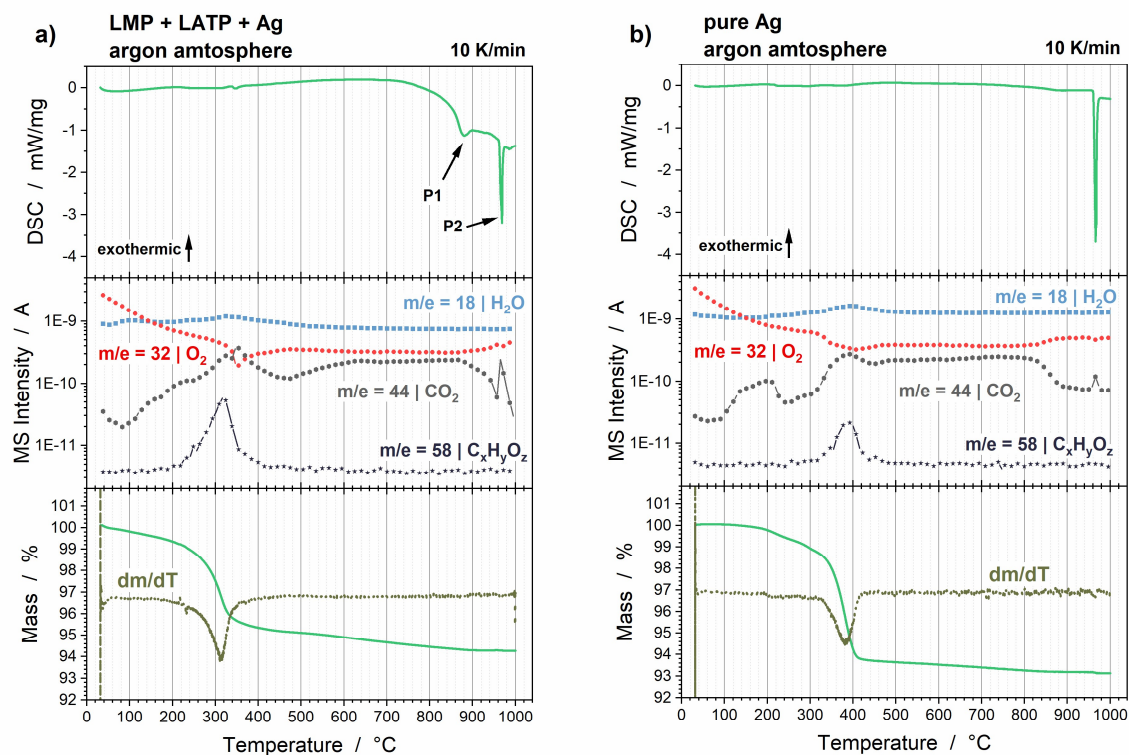 a)
LMP + LATP + Ag
argon amtosphere
10 K/min
DSC / mW/mg
0
-1
-2
-3
-4
P1
P2
exothermic
MS Intensity / A
1E-9
1E-10
1E-11
m/e = 18 | H₂O
m/e = 32 | O₂
m/e = 44 | CO₂
m/e = 58 | CₓHᵧO_z
Mass / %
101
100
99
98
97
96
95
94
93
92
dm/dT
0 100 200 300 400 500 600 700 800 900 1000
Temperature / °C
b)
pure Ag
argon amtosphere
10 K/min
DSC / mW/mg
0
-1
-2
-3
-4
exothermic
MS Intensity / A
1E-9
1E-10
1E-11
m/e = 18 | H₂O
m/e = 32 | O₂
m/e = 44 | CO₂
m/e = 58 | CₓHᵧO_z
Mass / %
101
100
99
98
97
96
95
94
93
92
dm/dT
0 100 200 300 400 500 600 700 800 900 1000
Temperature / °C